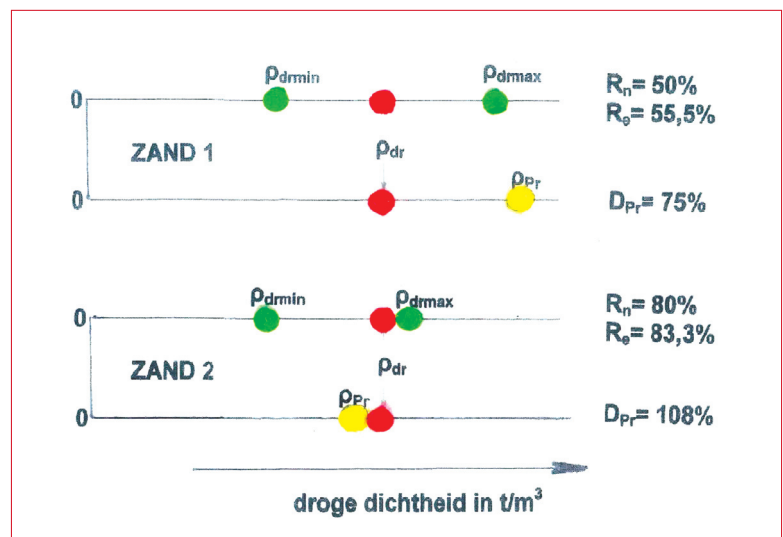 ρdrmin ρdrmax
0 Rn= 50%
Re= 55,5%
ZAND 1 ρdr
ρPr
0 DPr= 75%
ρdrmin ρdrmax
0 Rn= 80%
Re= 83,3%
ZAND 2 ρdr
ρPr
0 DPr= 108%
droge dichtheid in t/m³